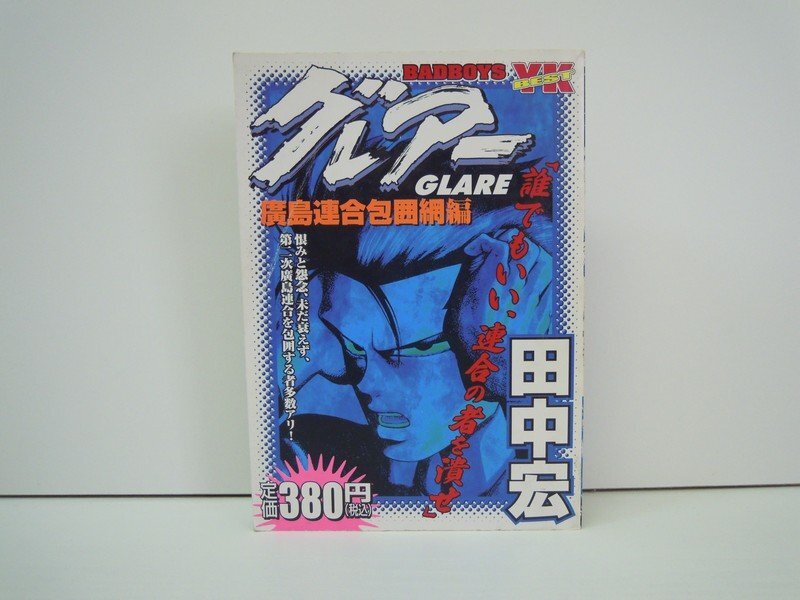 BADBOYS
YK
BEST
グレアー
GLARE
廣島連合包囲網編
「誰でもいい、連合の者を潰せ」
恨みと怨念、未だ衰えず、
第二次廣島連合を包囲する者多数アリ!
田中宏
定価380円(税込)